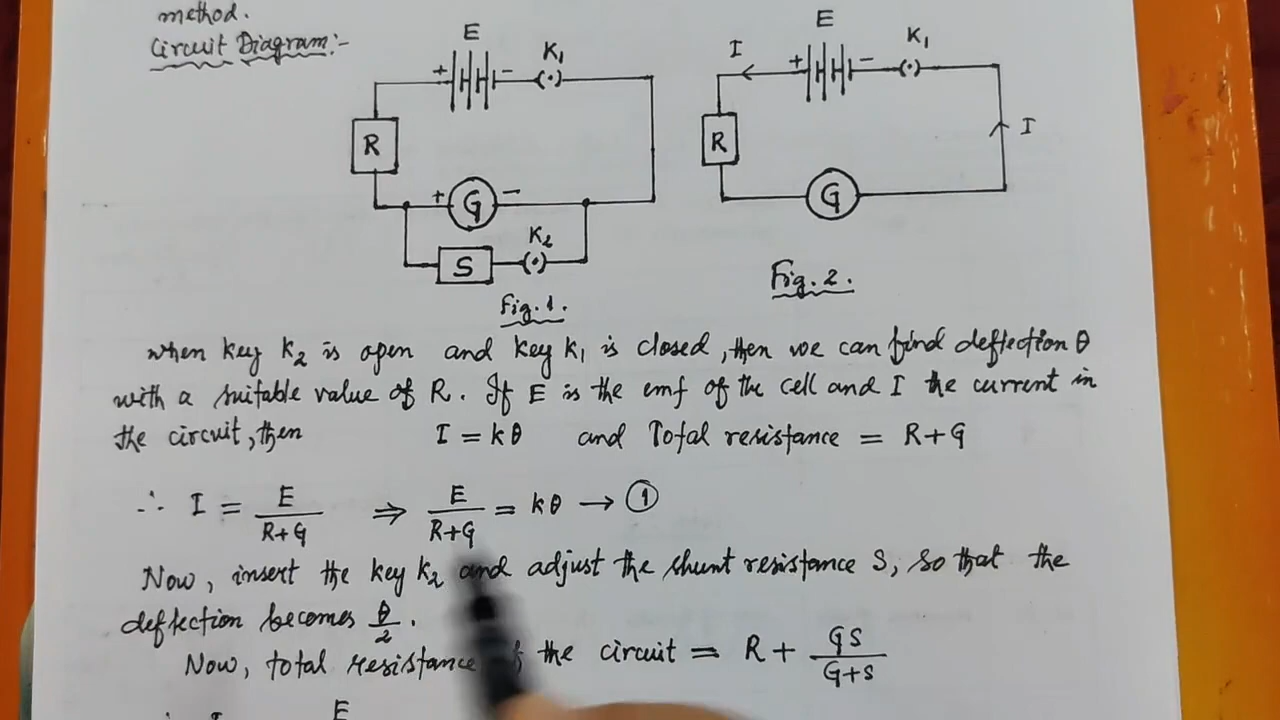 method.
Circuit Diagram:-
E
K1
+
-
R
+
G
-
K2
S
Fig. 1.
E
K1
I
+
-
R
I
G
Fig. 2.
when key K2 is open and key K1 is closed, then we can find deflection θ
with a suitable value of R. If E is the emf of the cell and I the current in
the circuit, then I = kθ and Total resistance = R+G
∴ I = E/(R+G) ⇒ E/(R+G) = kθ → ①
Now, insert the key K2 and adjust the shunt resistance S, so that the
deflection becomes θ/2.
Now, total resistance the circuit = R + GS/(G+S)
E